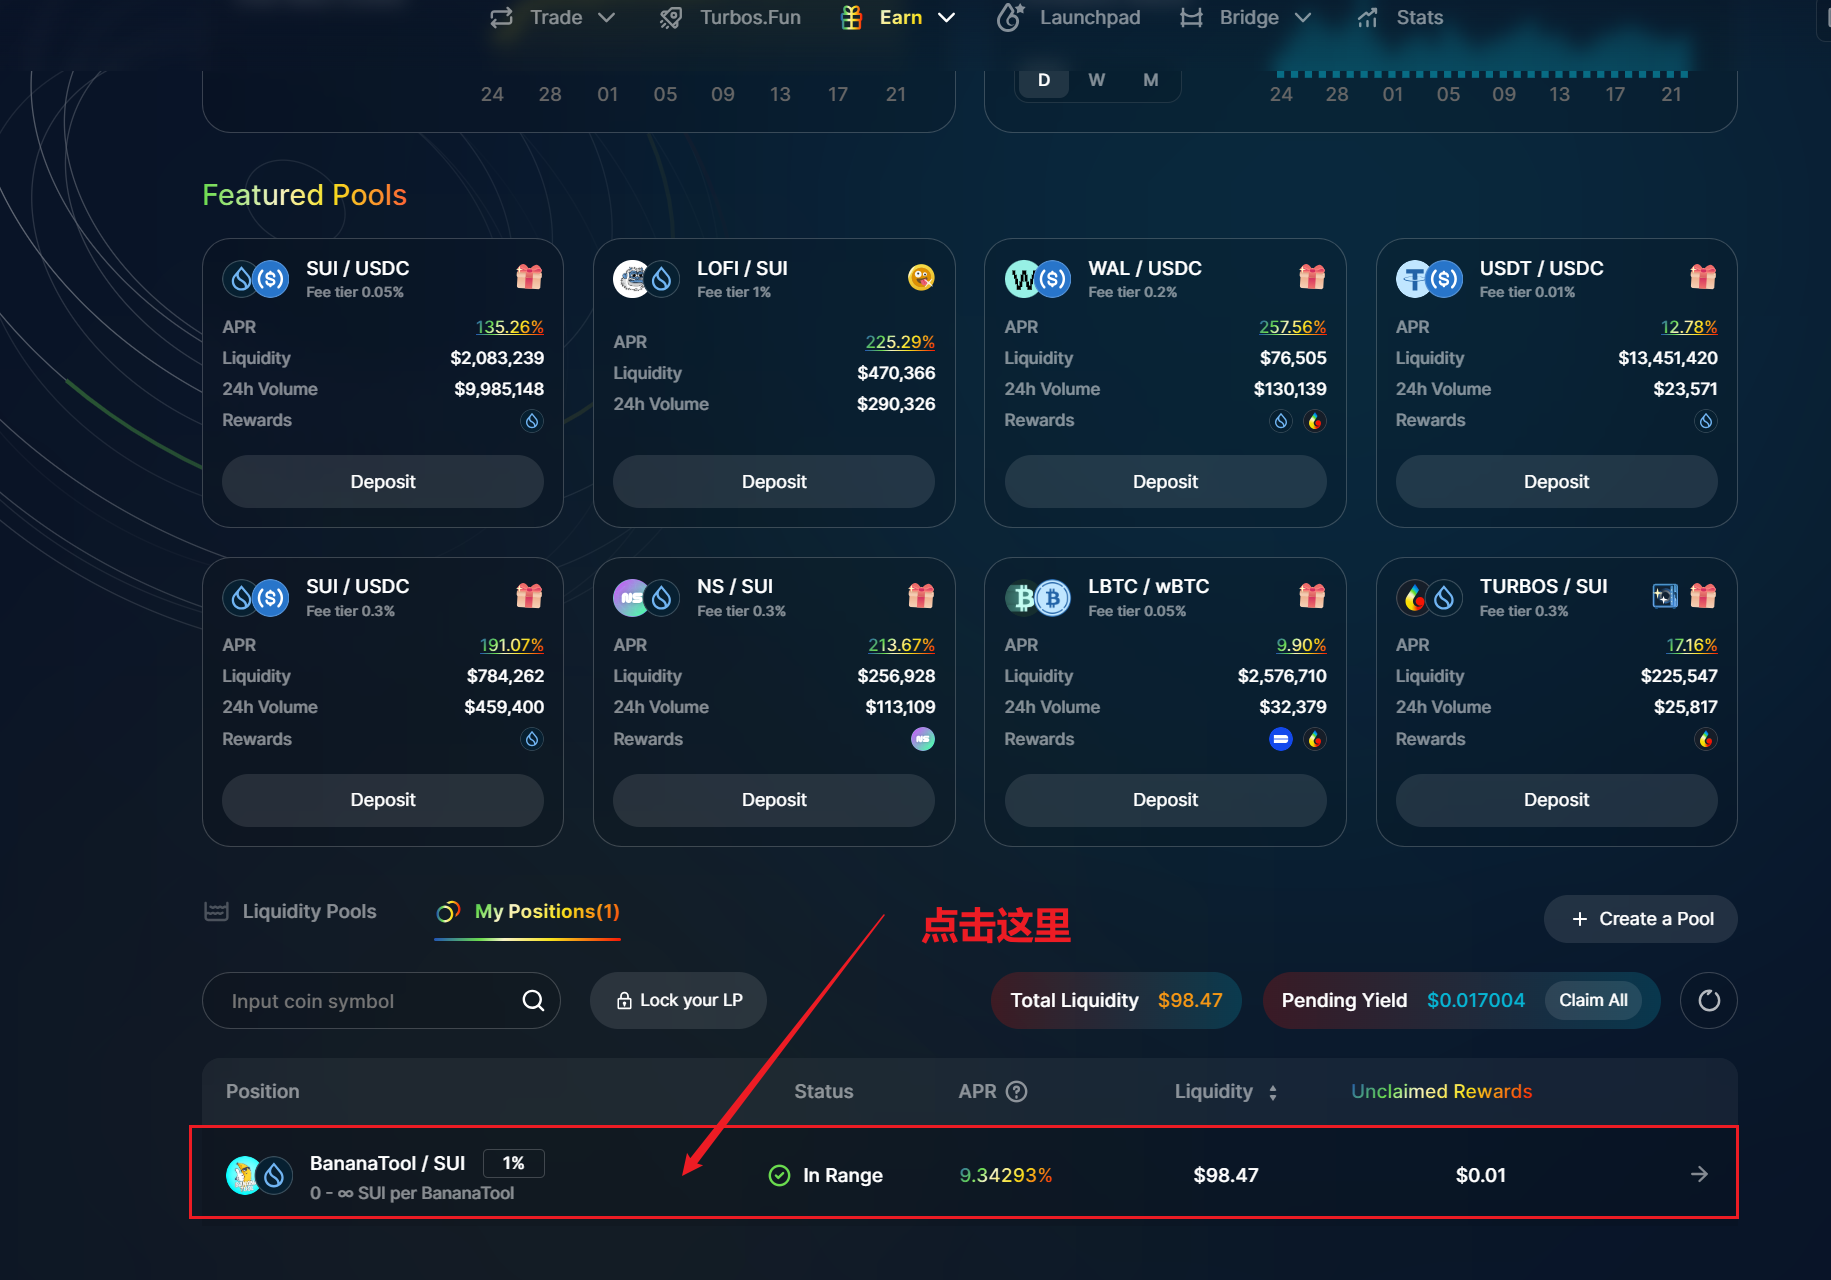 Trade
Turbos.Fun
Earn
Launchpad
Bridge
Stats
D W M
24 28 01 05 09 13 17 21
24 28 01 05 09 13 17 21
Featured Pools
SUI / USDC
Fee tier 0.05%
APR 135.26%
Liquidity $2,083,239
24h Volume $9,985,148
Rewards
Deposit
LOFI / SUI
Fee tier 1%
APR 225.29%
Liquidity $470,366
24h Volume $290,326
Deposit
WAL / USDC
Fee tier 0.2%
APR 257.56%
Liquidity $76,505
24h Volume $130,139
Rewards
Deposit
USDT / USDC
Fee tier 0.01%
APR 12.78%
Liquidity $13,451,420
24h Volume $23,571
Rewards
Deposit
SUI / USDC
Fee tier 0.3%
APR 191.07%
Liquidity $784,262
24h Volume $459,400
Rewards
Deposit
NS
NS / SUI
Fee tier 0.3%
APR 213.67%
Liquidity $256,928
24h Volume $113,109
Rewards NS
Deposit
LBTC / wBTC
Fee tier 0.05%
APR 9.90%
Liquidity $2,576,710
24h Volume $32,379
Rewards
Deposit
TURBOS / SUI
Fee tier 0.3%
APR 17.16%
Liquidity $225,547
24h Volume $25,817
Rewards
Deposit
Liquidity Pools
My Positions(1)
点击这里
+ Create a Pool
Input coin symbol
Lock your LP
Total Liquidity $98.47
Pending Yield $0.017004 Claim All
Position Status APR Liquidity Unclaimed Rewards
BananaTool / SUI 1%
0 - ∞ SUI per BananaTool
In Range
9.34293%
$98.47
$0.01